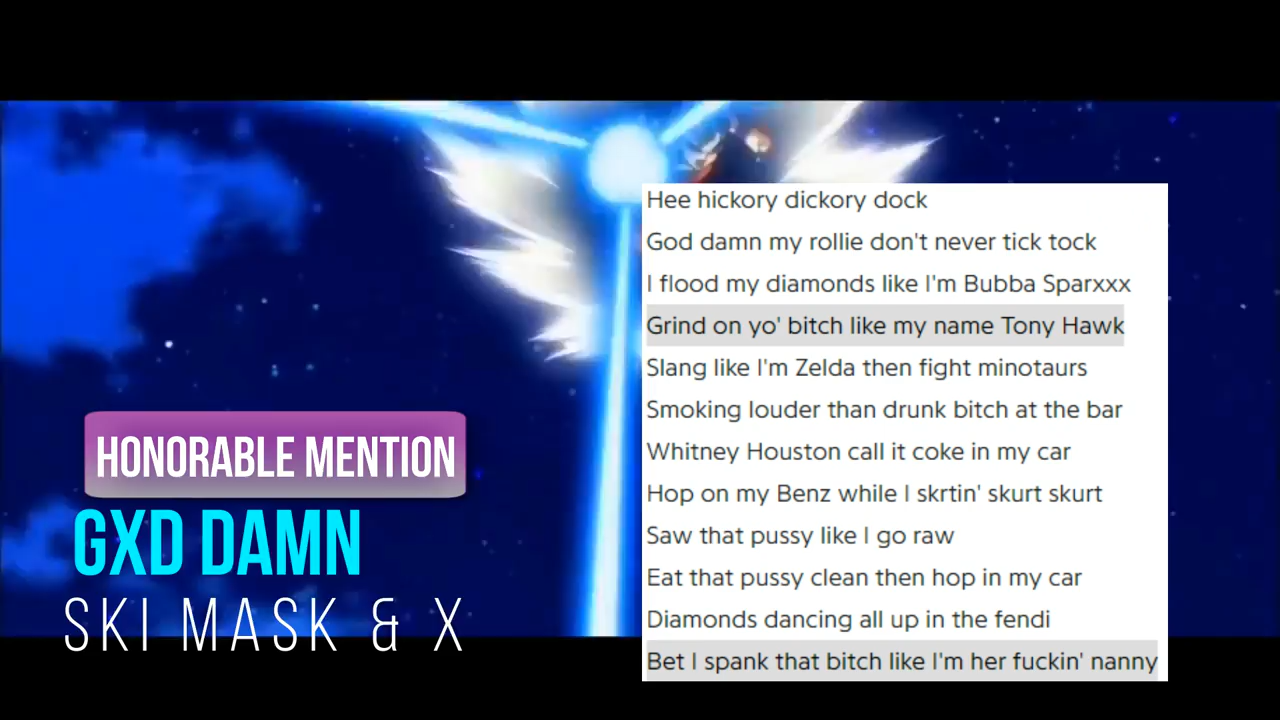 Hee hickory dickory dock
God damn my rollie don't never tick tock
I flood my diamonds like I'm Bubba Sparxxx
Grind on yo' bitch like my name Tony Hawk
Slang like I'm Zelda then fight minotaurs
Smoking louder than drunk bitch at the bar
Whitney Houston call it coke in my car
Hop on my Benz while I skrtin' skurt skurt
Saw that pussy like I go raw
Eat that pussy clean then hop in my car
Diamonds dancing all up in the fendi
Bet I spank that bitch like I'm her fuckin' nanny
HONORABLE MENTION
GXD DAMN
SKI MASK & X